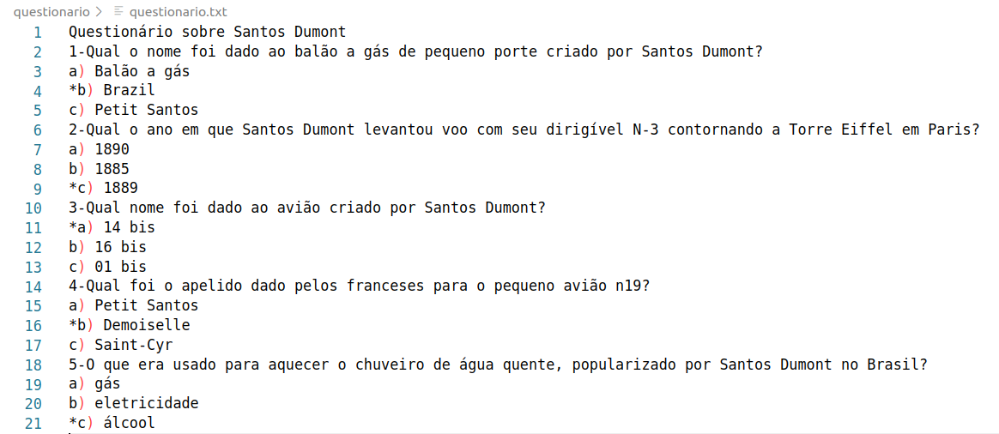 questionario > questionario.txt
1 Questionário sobre Santos Dumont
2 1-Qual o nome foi dado ao balão a gás de pequeno porte criado por Santos Dumont?
3 a) Balão a gás
4 *b) Brazil
5 c) Petit Santos
6 2-Qual o ano em que Santos Dumont levantou voo com seu dirigível N-3 contornando a Torre Eiffel em Paris?
7 a) 1890
8 b) 1885
9 *c) 1889
10 3-Qual nome foi dado ao avião criado por Santos Dumont?
11 *a) 14 bis
12 b) 16 bis
13 c) 01 bis
14 4-Qual foi o apelido dado pelos franceses para o pequeno avião n19?
15 a) Petit Santos
16 *b) Demoiselle
17 c) Saint-Cyr
18 5-O que era usado para aquecer o chuveiro de água quente, popularizado por Santos Dumont no Brasil?
19 a) gás
20 b) eletricidade
21 *c) álcool